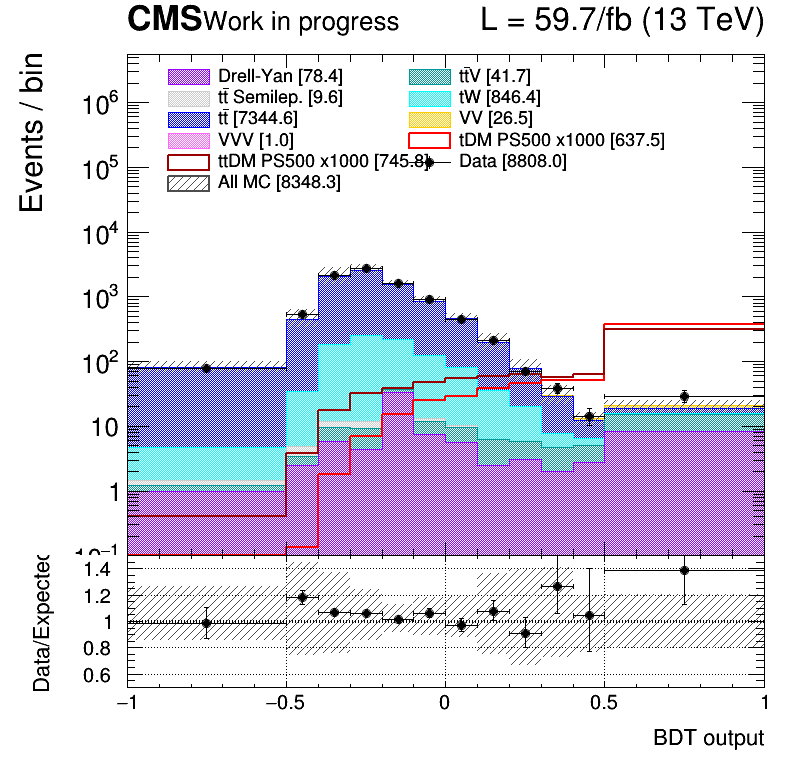 CMS Work in progress L = 59.7/fb (13 TeV)
Events / bin
Drell-Yan [78.4] tt̄V [41.7]
tt̄ Semilep. [9.6] tW [846.4]
tt̄ [7344.6] VV [26.5]
VVV [1.0] tDM PS500 x1000 [637.5]
ttDM PS500 x1000 [745.8] Data [8808.0]
All MC [8348.3]
10⁶
10⁵
10⁴
10³
10²
10
1
10⁻¹
Data/Expected
1.4
1.2
1
0.8
0.6
−1 −0.5 0 0.5 1
BDT output